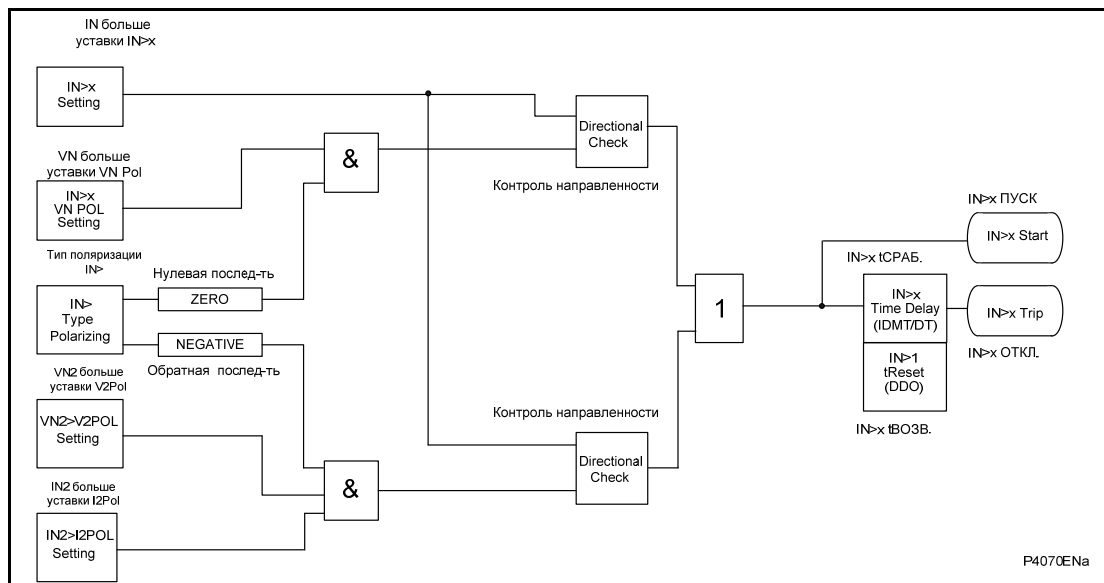 IN больше
уставки IN>x
IN>x
Setting
VN больше
уставки VN Pol
IN>x
VN POL
Setting
Тип поляризации
IN>
IN>
Type
Polarizing
Нулевая послед-ть
ZERO
NEGATIVE
Обратная послед-ть
VN2 больше
уставки V2Pol
VN2>V2POL
Setting
IN2 больше
уставки I2Pol
IN2>I2POL
Setting
&
&
Directional
Check
Контроль направленности
Контроль направленности
Directional
Check
1
IN>x ПУСК
IN>x Start
IN>x tСРАБ.
IN>x
Time Delay
(IDMT/DT)
IN>x Trip
IN>x ОТКЛ.
IN>1
tReset
(DDO)
IN>x tВОЗВ.
P4070ENa